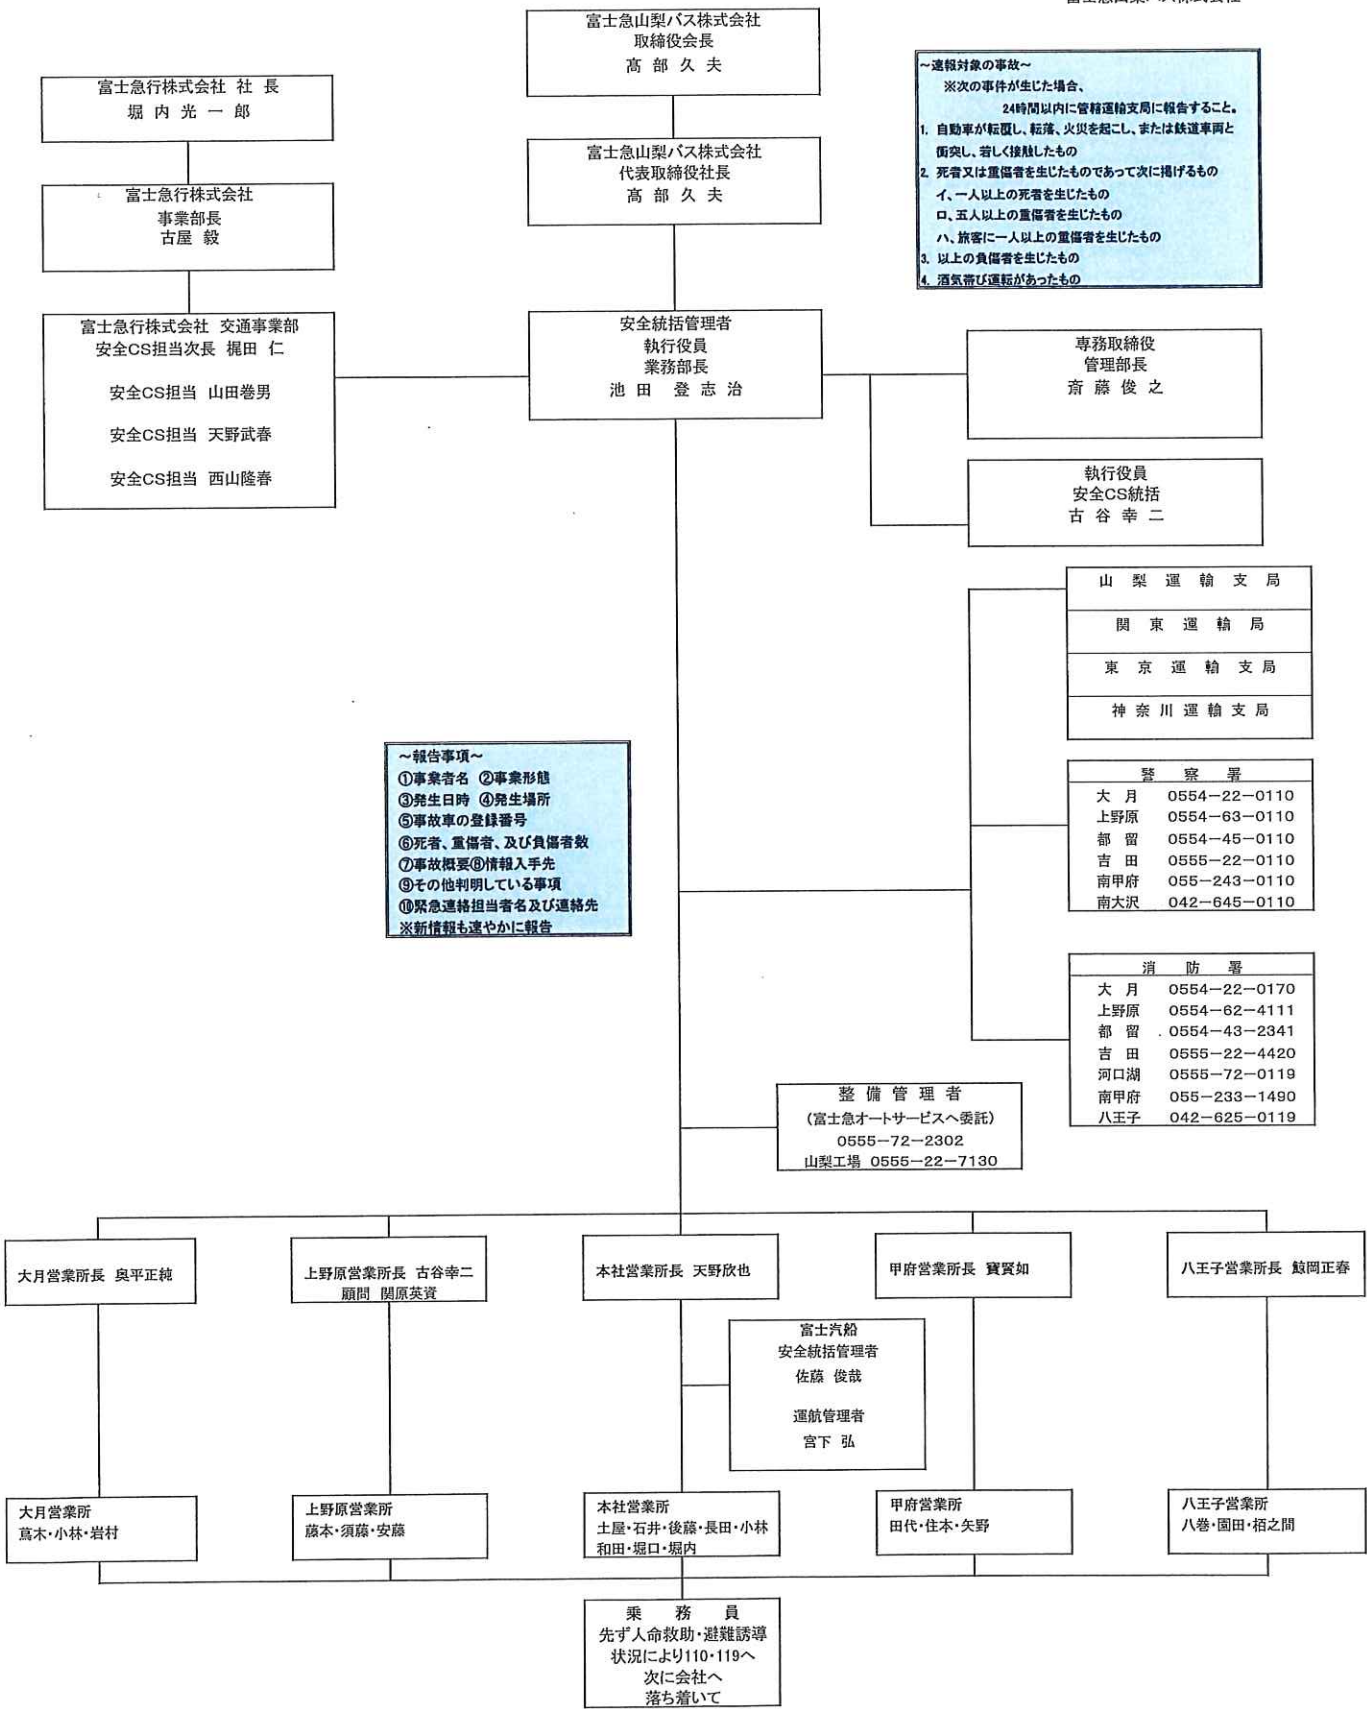 富士急山梨バス株式会社
富士急山梨バス株式会社
取締役会長
髙部久夫
富士急行株式会社 社長
堀内光一郎
～速報対象の事故～
※次の事件が生じた場合、
24時間以内に管轄運輸支局に報告すること。
1. 自動車が転覆し、転落、火災を起こし、または鉄道車両と
衝突し、若しく接触したもの
2. 死者又は重傷者を生じたものであって次に掲げるもの
イ、一人以上の死者を生じたもの
ロ、五人以上の重傷者を生じたもの
ハ、旅客に一人以上の重傷者を生じたもの
3. 以上の負傷者を生じたもの
4. 酒気帯び運転があったもの
富士急山梨バス株式会社
代表取締役社長
髙部久夫
富士急行株式会社
事業部長
古屋 毅
富士急行株式会社 交通事業部
安全CS担当次長 梶田 仁
安全CS担当 山田巻男
安全CS担当 天野武春
安全CS担当 西山隆春
安全統括管理者
執行役員
業務部長
池田 登志治
専務取締役
管理部長
斎藤俊之
執行役員
安全CS統括
古谷幸二
山梨運輸支局
関東運輸局
東京運輸支局
神奈川運輸支局
～報告事項～
①事業者名 ②事業形態
③発生日時 ④発生場所
⑤事故車の登録番号
⑥死者、重傷者、及び負傷者数
⑦事故概要⑧情報入手先
⑨その他判明している事項
⑩緊急連絡担当者名及び連絡先
※新情報も速やかに報告
警察署
大月 0554-22-0110
上野原 0554-63-0110
都留 0554-45-0110
吉田 0555-22-0110
南甲府 055-243-0110
南大沢 042-645-0110
消防署
大月 0554-22-0170
上野原 0554-62-4111
都留 0554-43-2341
吉田 0555-22-4420
河口湖 0555-72-0119
南甲府 055-233-1490
八王子 042-625-0119
整備管理者
(富士急オートサービスへ委託)
0555-72-2302
山梨工場 0555-22-7130
大月営業所長 奥平正純
上野原営業所長 古谷幸二
顧問 関原英資
本社営業所長 天野欣也
甲府営業所長 寶賢如
八王子営業所長 鯨岡正春
富士汽船
安全統括管理者
佐藤 俊哉
運航管理者
宮下 弘
大月営業所
蔦木・小林・岩村
上野原営業所
藤本・須藤・安藤
本社営業所
土屋・石井・後藤・長田・小林
和田・堀口・堀内
甲府営業所
田代・住本・矢野
八王子営業所
八巻・園田・栢之間
乗務員
先ず人命救助・避難誘導
状況により110・119へ
次に会社へ
落ち着いて